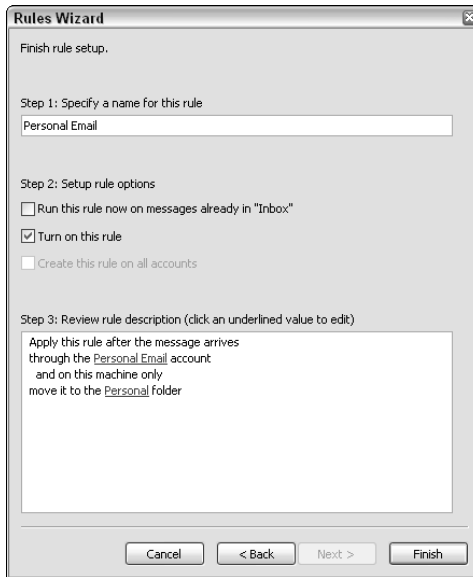 Rules Wizard
Finish rule setup.
Step 1: Specify a name for this rule
Personal Email
Step 2: Setup rule options
Run this rule now on messages already in "Inbox"
Turn on this rule
Create this rule on all accounts
Step 3: Review rule description (click an underlined value to edit)
Apply this rule after the message arrives
through the Personal Email account
and on this machine only
move it to the Personal folder
Cancel < Back Next > Finish